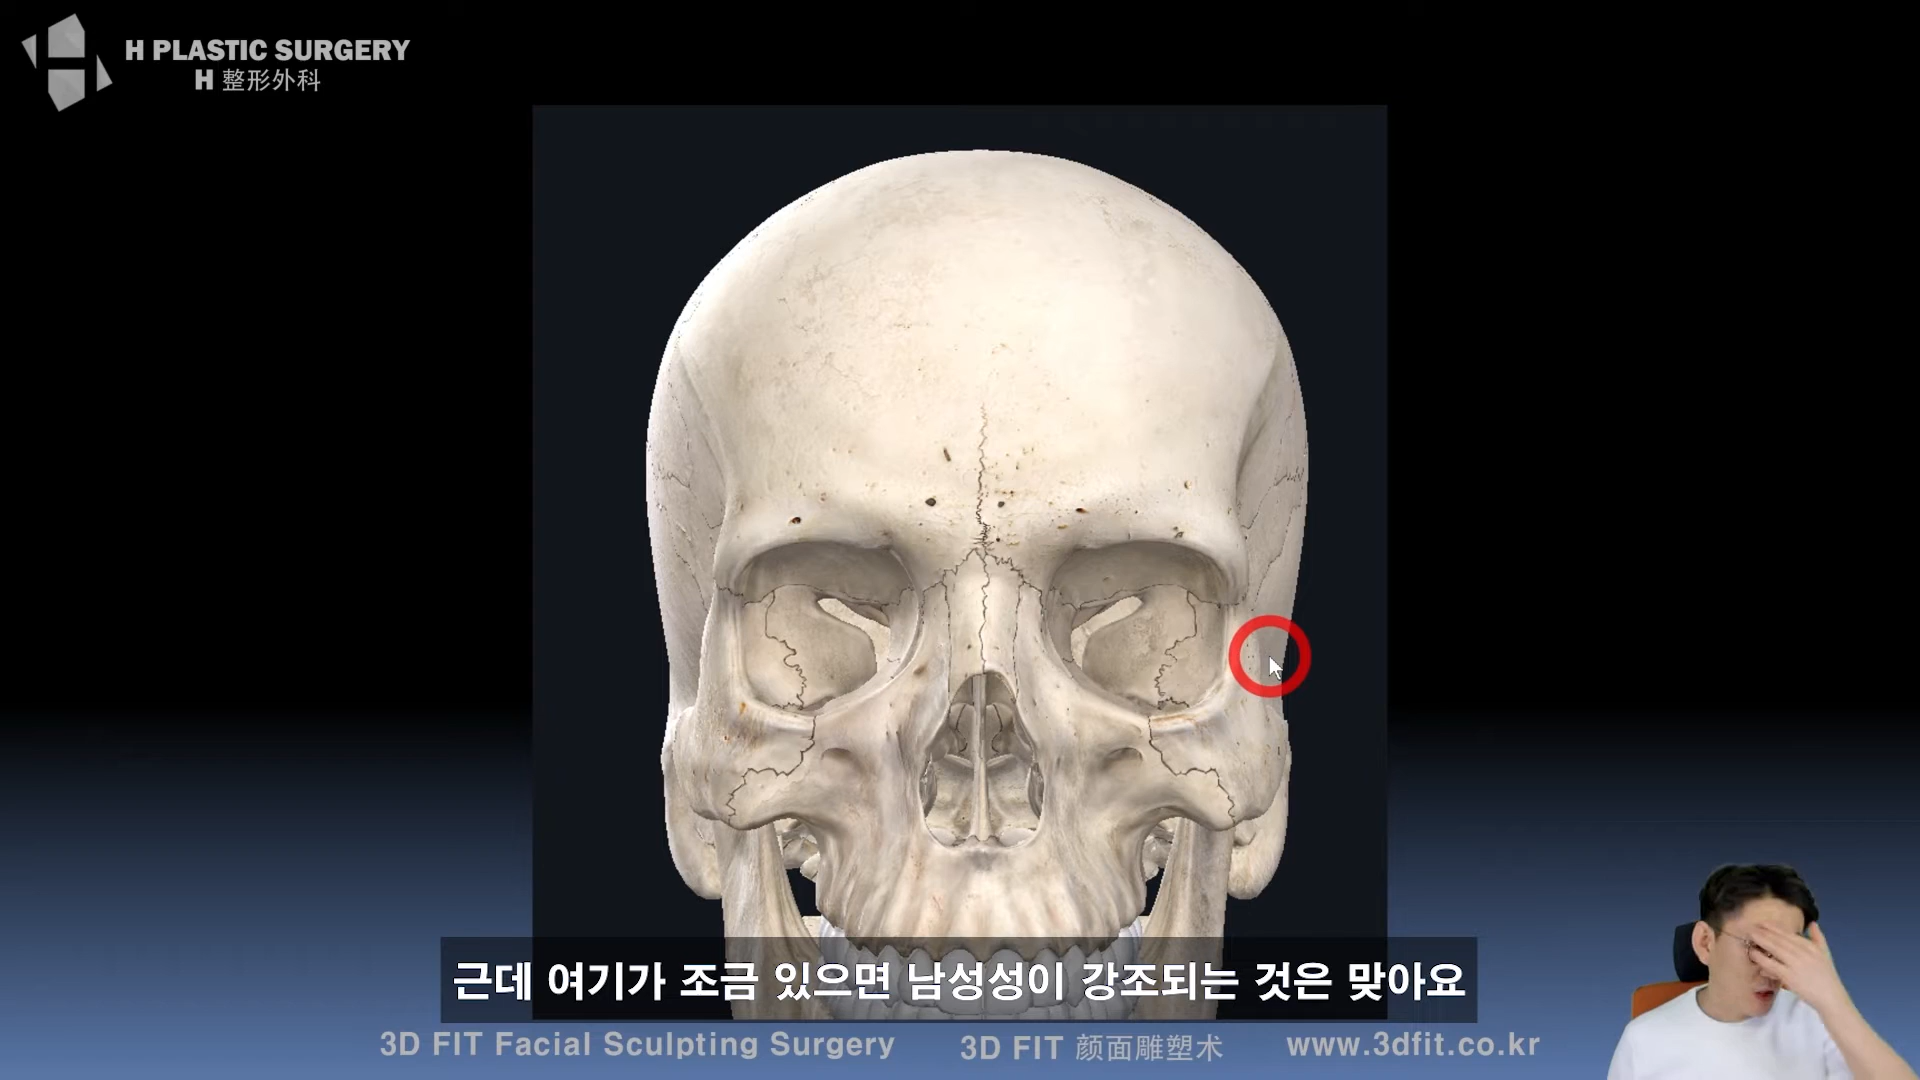 H PLASTIC SURGERY
H 整形外科
근데 여기가 조금 있으면 남성성이 강조되는 것은 맞아요
3D FIT Facial Sculpting Surgery 3D FIT 颜面雕塑术 www.3dfit.co.kr